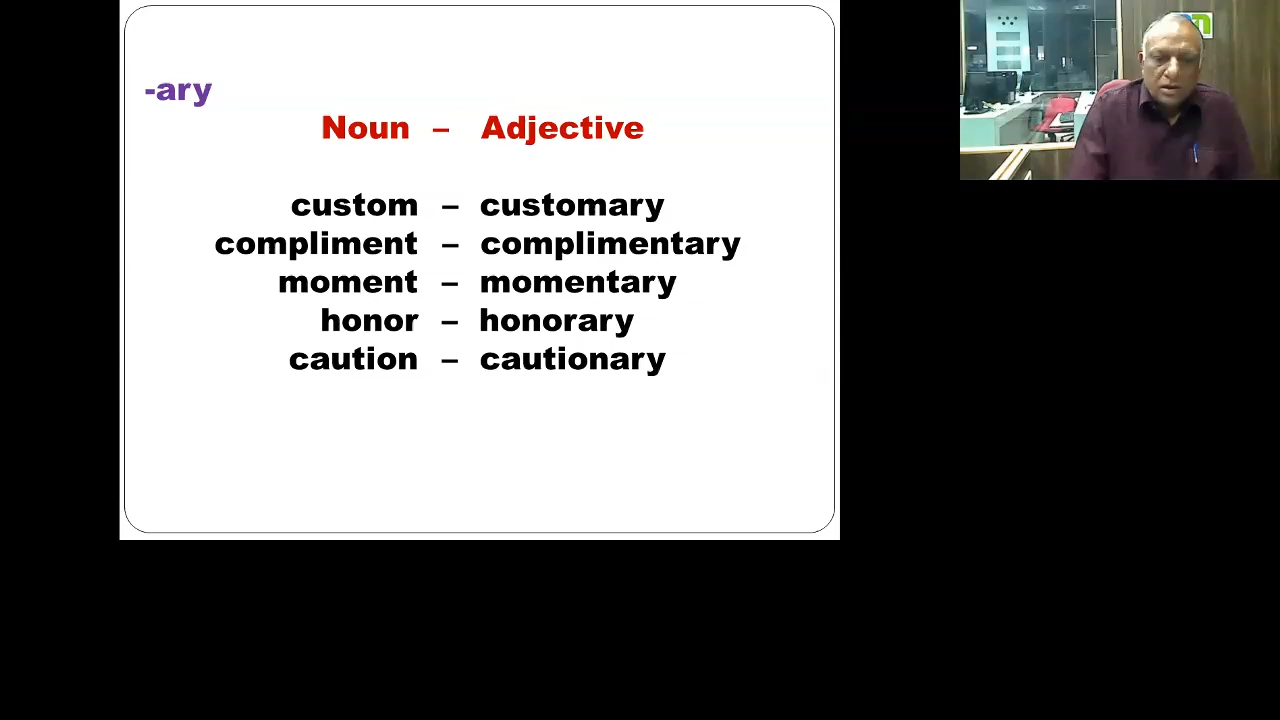 -ary
Noun – Adjective
custom – customary
compliment – complimentary
moment – momentary
honor – honorary
caution – cautionary